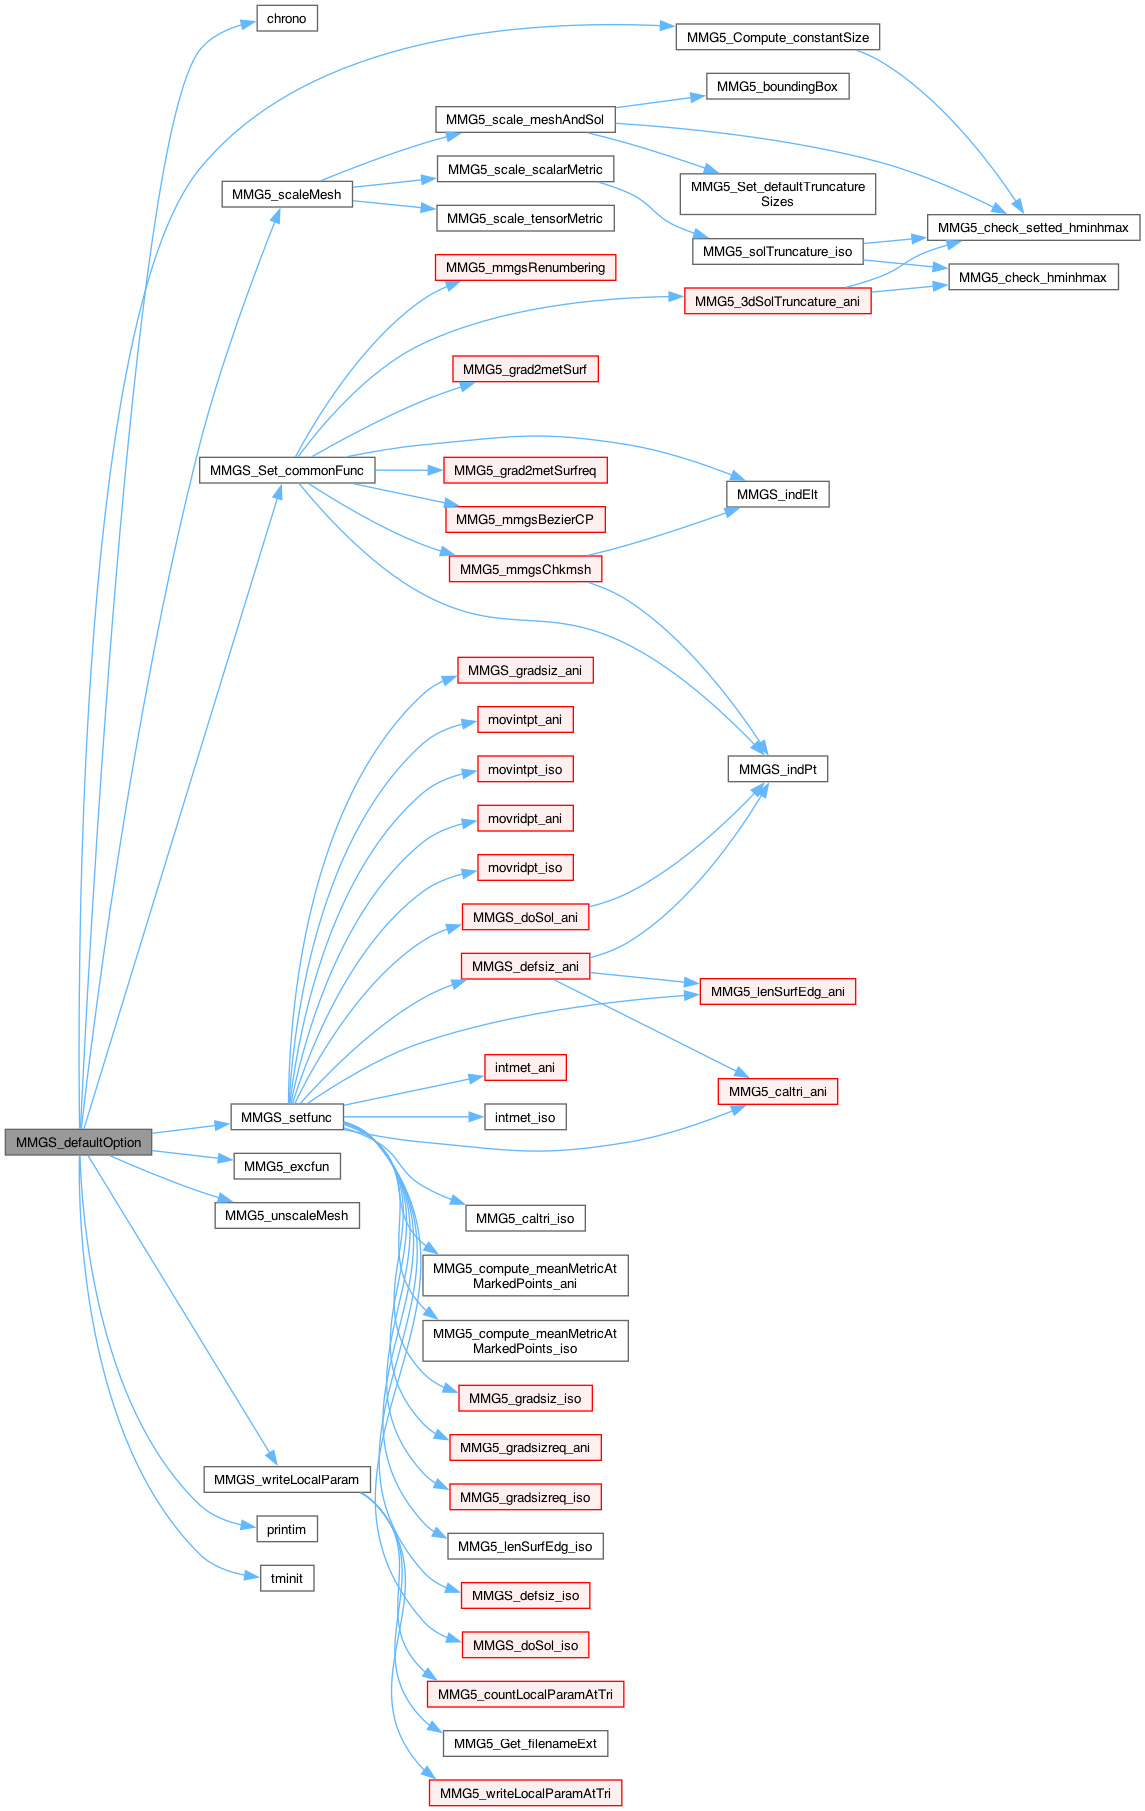 chrono
MMG5_Compute_constantSize
MMG5_boundingBox
MMG5_scale_meshAndSol
MMG5_scale_scalarMetric
MMG5_Set_defaultTruncature
Sizes
MMG5_scaleMesh
MMG5_scale_tensorMetric
MMG5_check_setted_hminhmax
MMG5_solTruncature_iso
MMG5_mmgsRenumbering
MMG5_check_hminhmax
MMG5_3dSolTruncature_ani
MMG5_grad2metSurf
MMGS_Set_commonFunc
MMG5_grad2metSurfreq
MMGS_indElt
MMG5_mmgsBezierCP
MMG5_mmgsChkmsh
MMGS_gradsiz_ani
movintpt_ani
movintpt_iso
MMGS_indPt
movridpt_ani
movridpt_iso
MMGS_doSol_ani
MMGS_defsiz_ani
MMG5_lenSurfEdg_ani
intmet_ani
MMG5_caltri_ani
MMGS_setfunc
intmet_iso
MMGS_defaultOption
MMG5_excfun
MMG5_unscaleMesh
MMG5_caltri_iso
MMG5_compute_meanMetricAt
MarkedPoints_ani
MMG5_compute_meanMetricAt
MarkedPoints_iso
MMG5_gradsiz_iso
MMG5_gradsizreq_ani
MMGS_writeLocalParam
MMG5_gradsizreq_iso
printim
MMG5_lenSurfEdg_iso
tminit
MMGS_defsiz_iso
MMGS_doSol_iso
MMG5_countLocalParamAtTri
MMG5_Get_filenameExt
MMG5_writeLocalParamAtTri